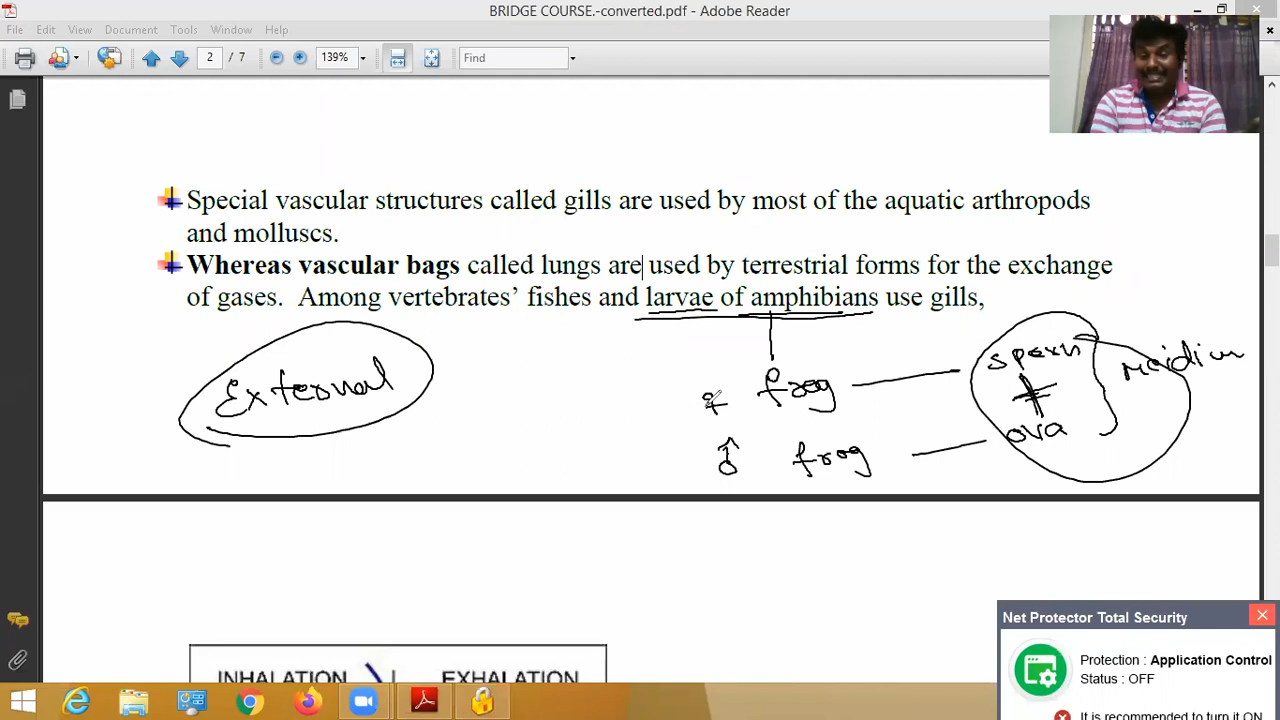 BRIDGE COURSE.-converted.pdf - Adobe Reader
File Edit View Document Tools Window Help
2 / 7 139% Find
Special vascular structures called gills are used by most of the aquatic arthropods
and molluscs.
Whereas vascular bags called lungs are used by terrestrial forms for the exchange
of gases. Among vertebrates’ fishes and larvae of amphibians use gills,
External
♀ frog
sperm
+
ova
Meidium
♂ frog
INHALATION EXHALATION
Net Protector Total Security
Protection : Application Control
Status : OFF
It is recommended to turn it ON